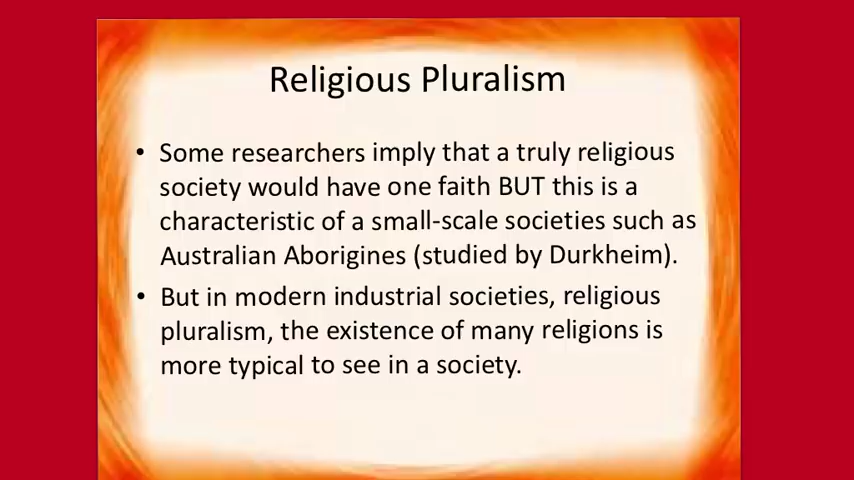 Religious Pluralism
• Some researchers imply that a truly religious
society would have one faith BUT this is a
characteristic of a small-scale societies such as
Australian Aborigines (studied by Durkheim).
• But in modern industrial societies, religious
pluralism, the existence of many religions is
more typical to see in a society.